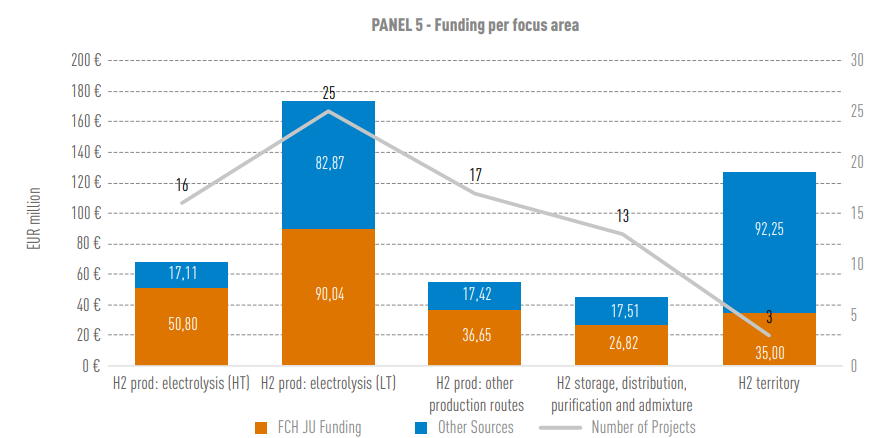 PANEL 5 - Funding per focus area
200 €
180 €
160 €
140 €
120 €
100 €
80 €
60 €
40 €
20 €
0 €
EUR million
30
25
20
15
10
5
0
16
25
17
13
3
17,11
50,80
82,87
90,04
17,42
36,65
17,51
26,82
92,25
35,00
H2 prod: electrolysis (HT)
H2 prod: electrolysis (LT)
H2 prod: other
production routes
H2 storage, distribution,
purification and admixture
H2 territory
FCH JU Funding
Other Sources
Number of Projects